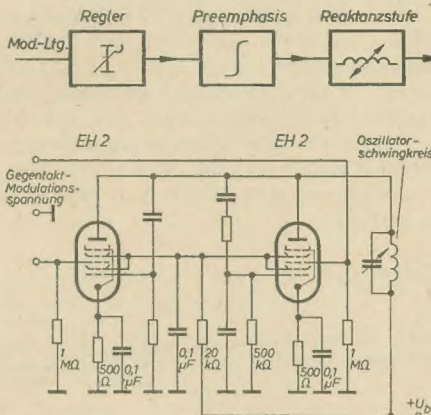 Regler
Preemphasis
Reaktanzstufe
Mod.-Ltg.
EH 2
EH 2
Oszillator-
schwingkreis
Gegentakt-
Modulations-
spannung
1
MΩ
500
Ω
0,1
µF
0,1
µF
20
kΩ
500
kΩ
500
Ω
0,1
µF
1
MΩ